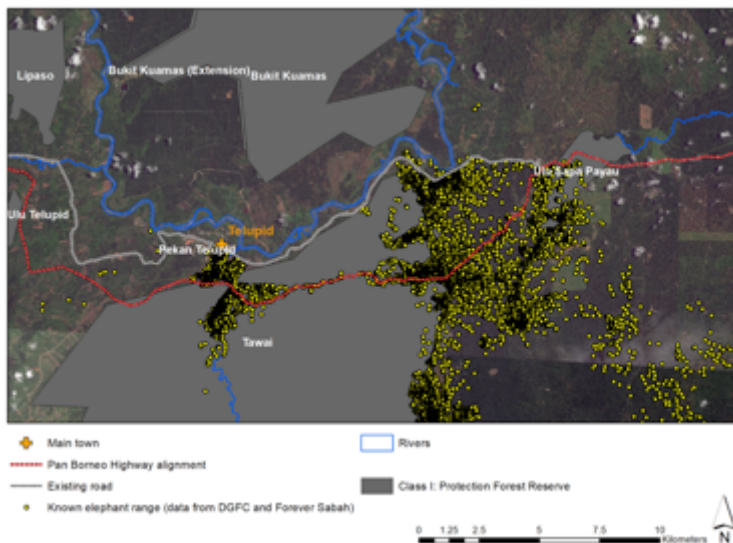 Lipaso
Bukit Kuamas (Extension)
Bukit Kuamas
Ulu Sapa Payau
Ulu Telupid
Telupid
Pekan Telupid
Tawai
Main town
Pan Borneo Highway alignment
Existing road
Known elephant range (data from DGFC and Forever Sabah)
Rivers
Class I: Protection Forest Reserve
0 1.25 2.5 5 7.5 10
Kilometers
N